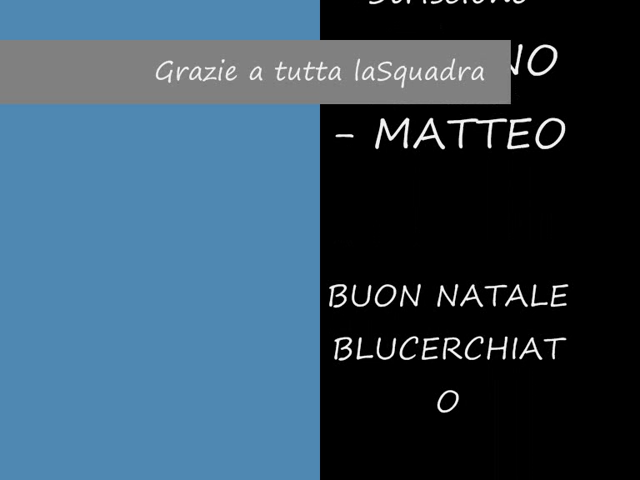 Grazie a tutta laSquadra
- MATTEO
BUON NATALE
BLUCERCHIAT
O